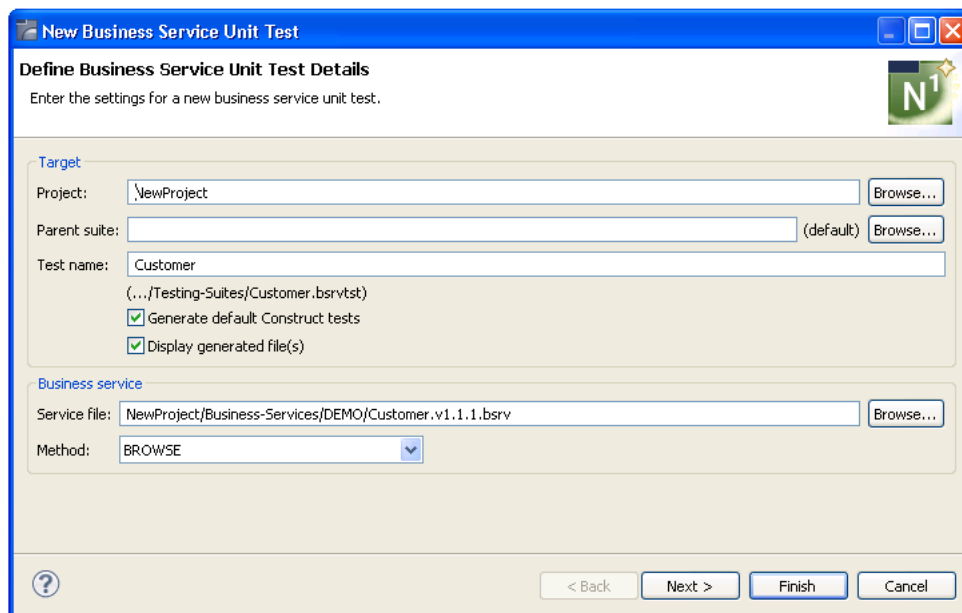 New Business Service Unit Test
Define Business Service Unit Test Details
Enter the settings for a new business service unit test.
N1
Target
Project: NewProject Browse...
Parent suite: (default) Browse...
Test name: Customer
(.../Testing-Suites/Customer.bsrvtst)
Generate default Construct tests
Display generated file(s)
Business service
Service file: NewProject/Business-Services/DEMO/Customer.v1.1.1.bsrv Browse...
Method: BROWSE
? < Back Next > Finish Cancel